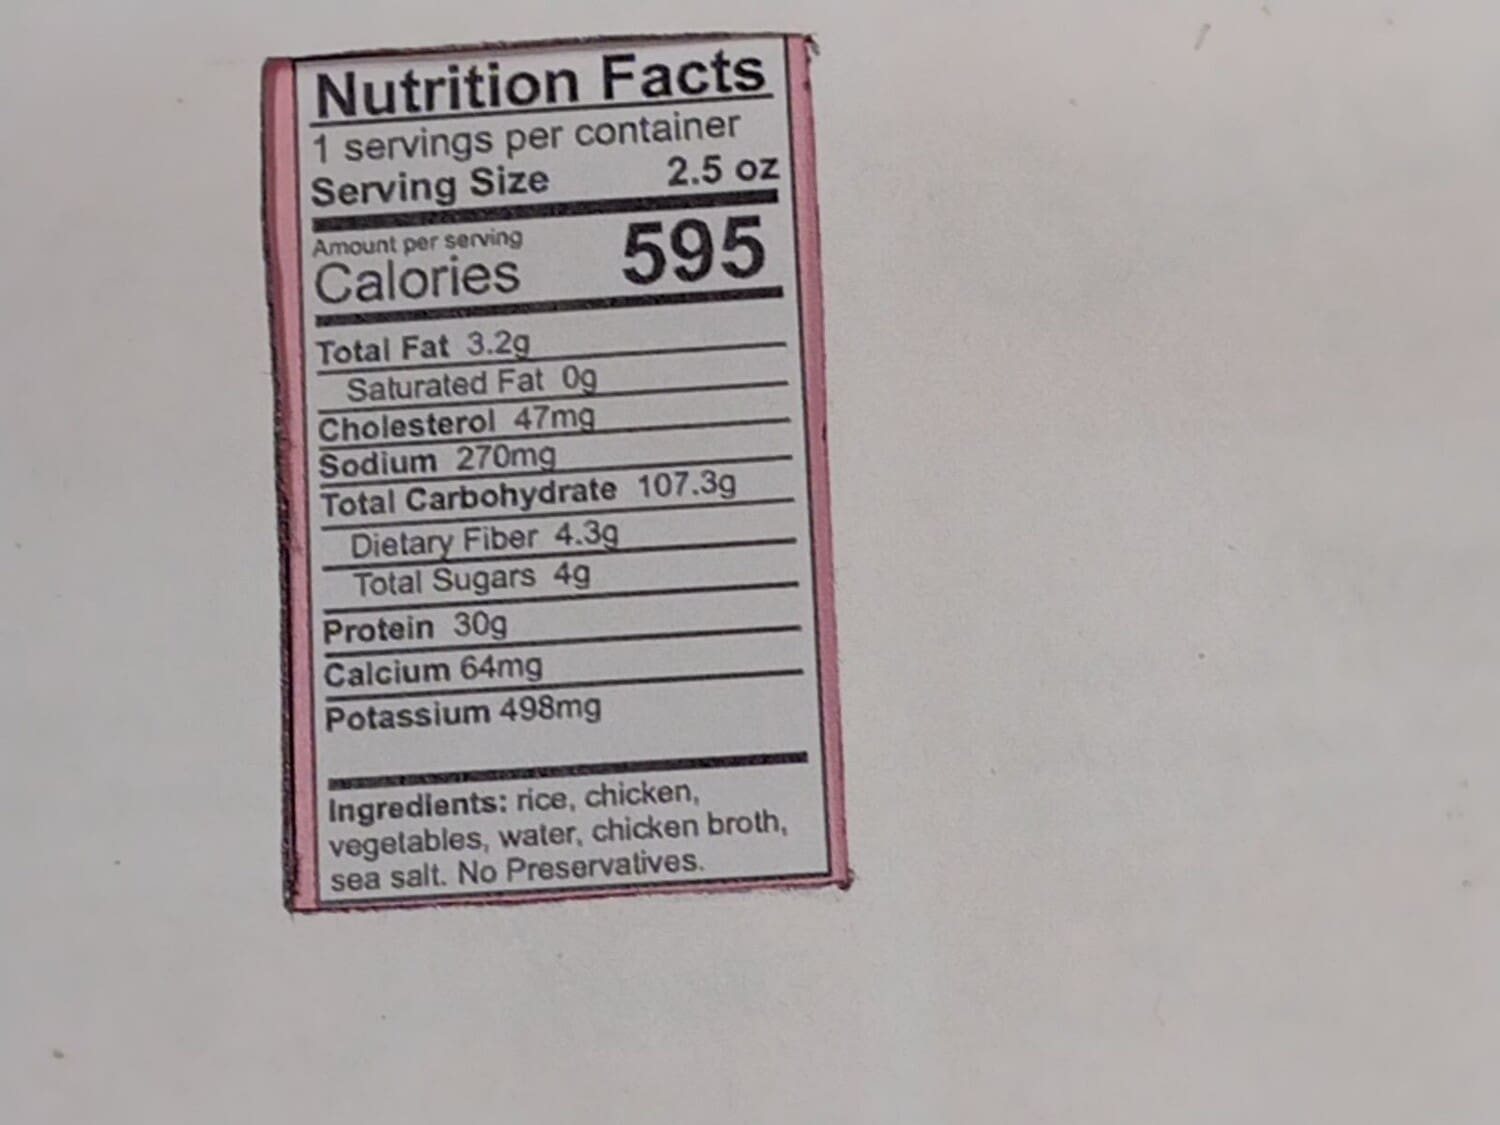 Nutrition Facts
1 servings per container
Serving Size 2.5 oz
Amount per serving
Calories 595
Total Fat 3.2g
Saturated Fat 0g
Cholesterol 47mg
Sodium 270mg
Total Carbohydrate 107.3g
Dietary Fiber 4.3g
Total Sugars 4g
Protein 30g
Calcium 64mg
Potassium 498mg
Ingredients: rice, chicken,
vegetables, water, chicken broth,
sea salt. No Preservatives.